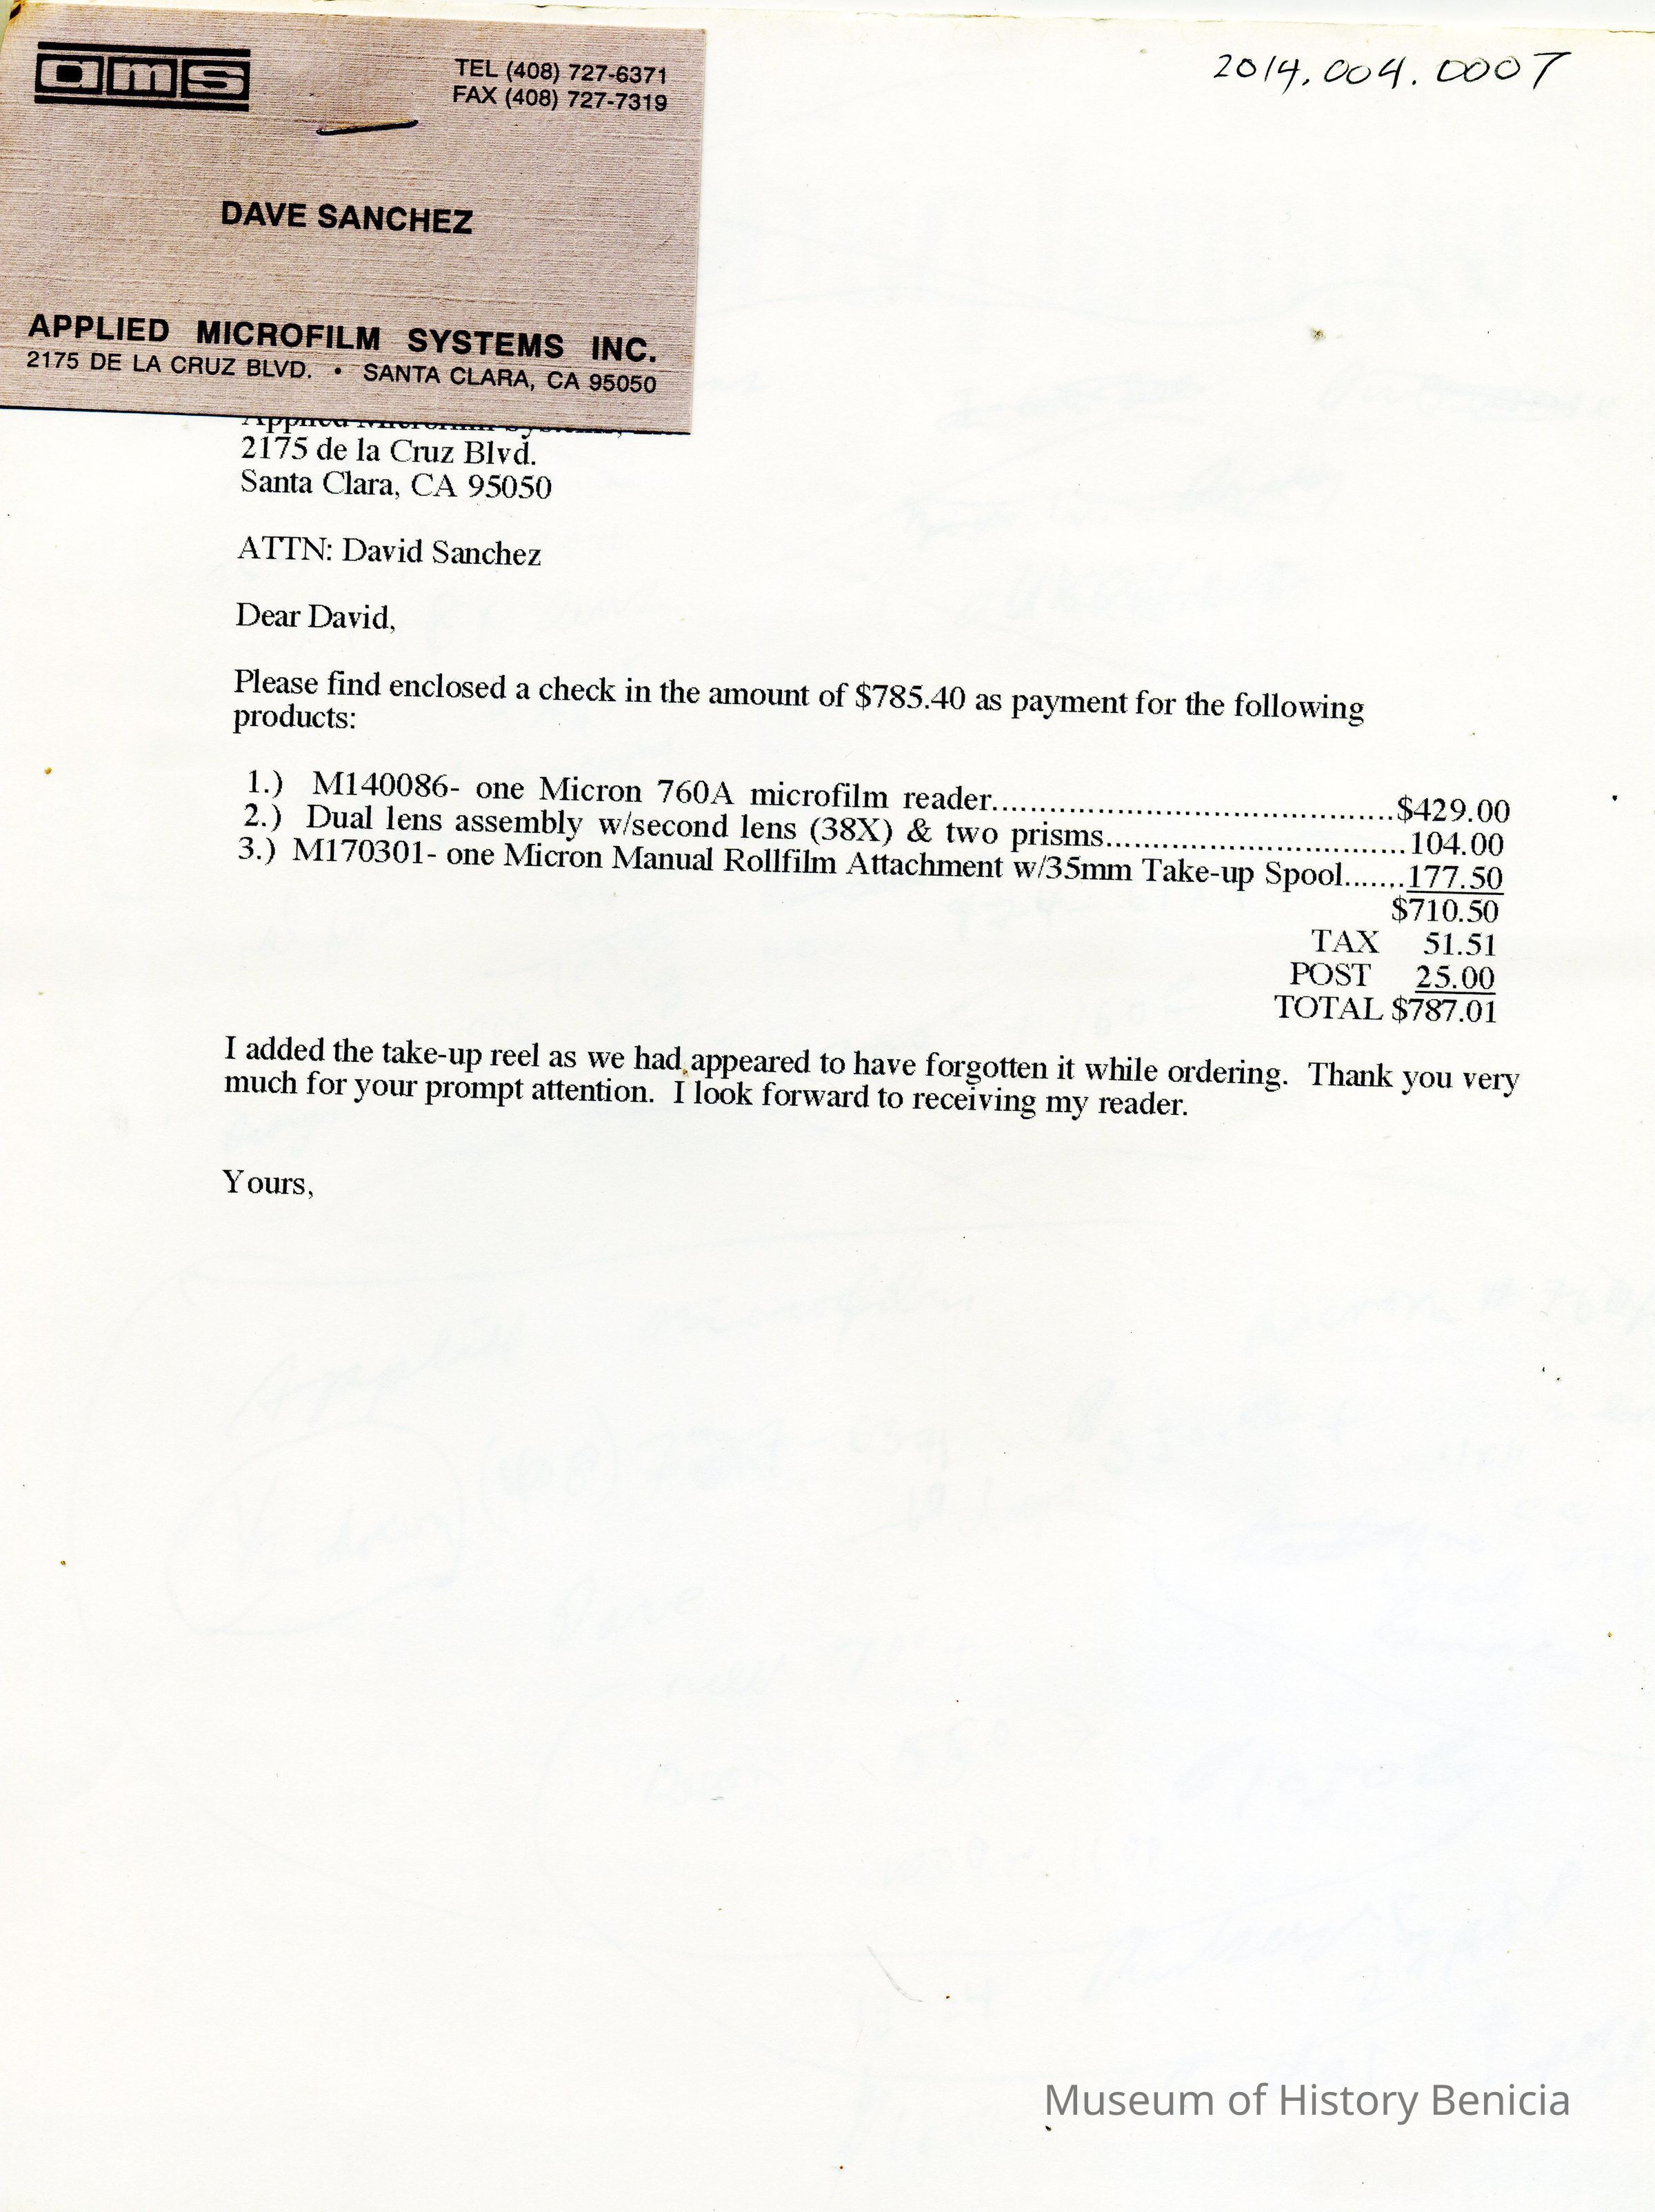 ams
TEL (408) 727-6371
FAX (408) 727-7319
2014.004.0007
DAVE SANCHEZ
APPLIED MICROFILM SYSTEMS INC.
2175 DE LA CRUZ BLVD. • SANTA CLARA, CA 95050
Applied Microfilm Systems,
2175 de la Cruz Blvd.
Santa Clara, CA 95050
ATTN: David Sanchez
Dear David,
Please find enclosed a check in the amount of $785.40 as payment for the following
products:
1.) M140086- one Micron 760A microfilm reader..........................................$429.00
2.) Dual lens assembly w/second lens (38X) & two prisms...............................104.00
3.) M170301- one Micron Manual Rollfilm Attachment w/35mm Take-up Spool.......177.50
$710.50
TAX 51.51
POST 25.00
TOTAL $787.01
I added the take-up reel as we had appeared to have forgotten it while ordering. Thank you very
much for your prompt attention. I look forward to receiving my reader.
Yours,
Museum of History Benicia